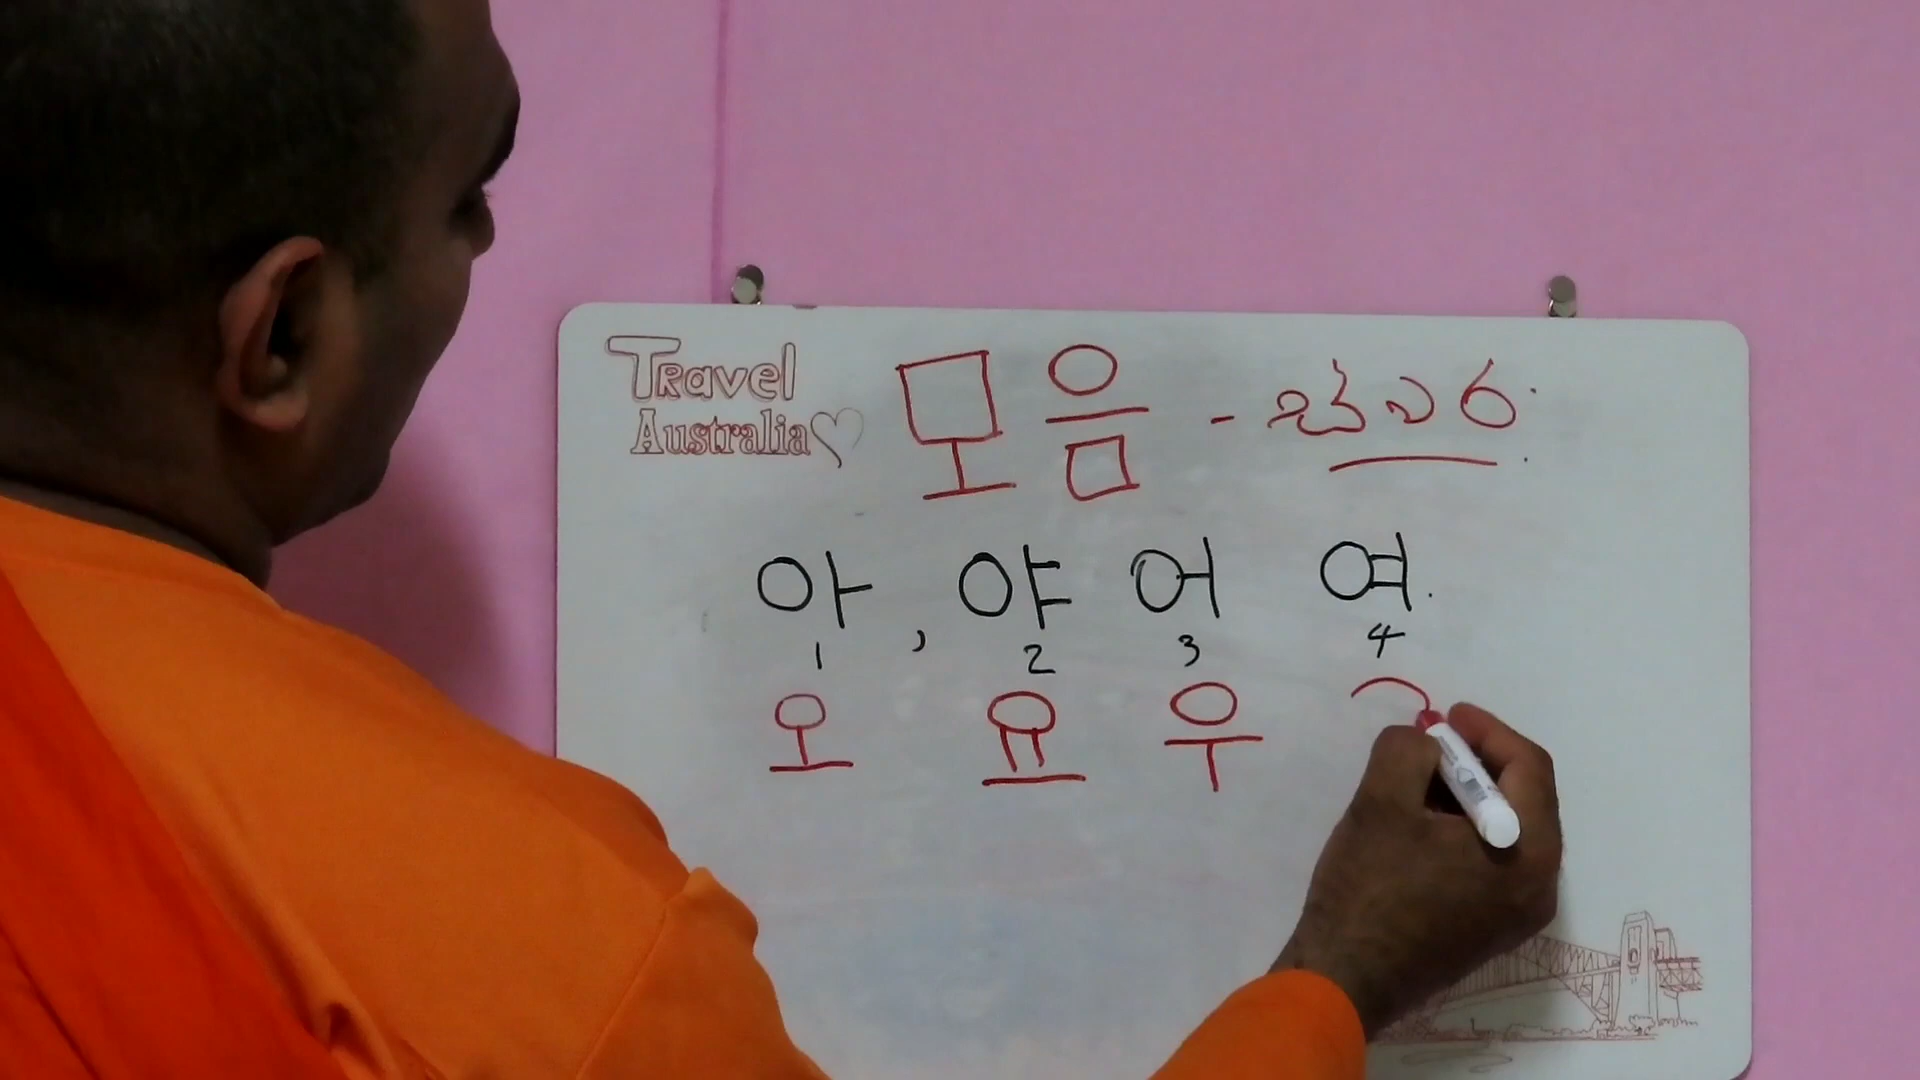 Travel
Australia
모음 - ස්වර
아, 야 어 여.
1 2 3 4
오 요 우